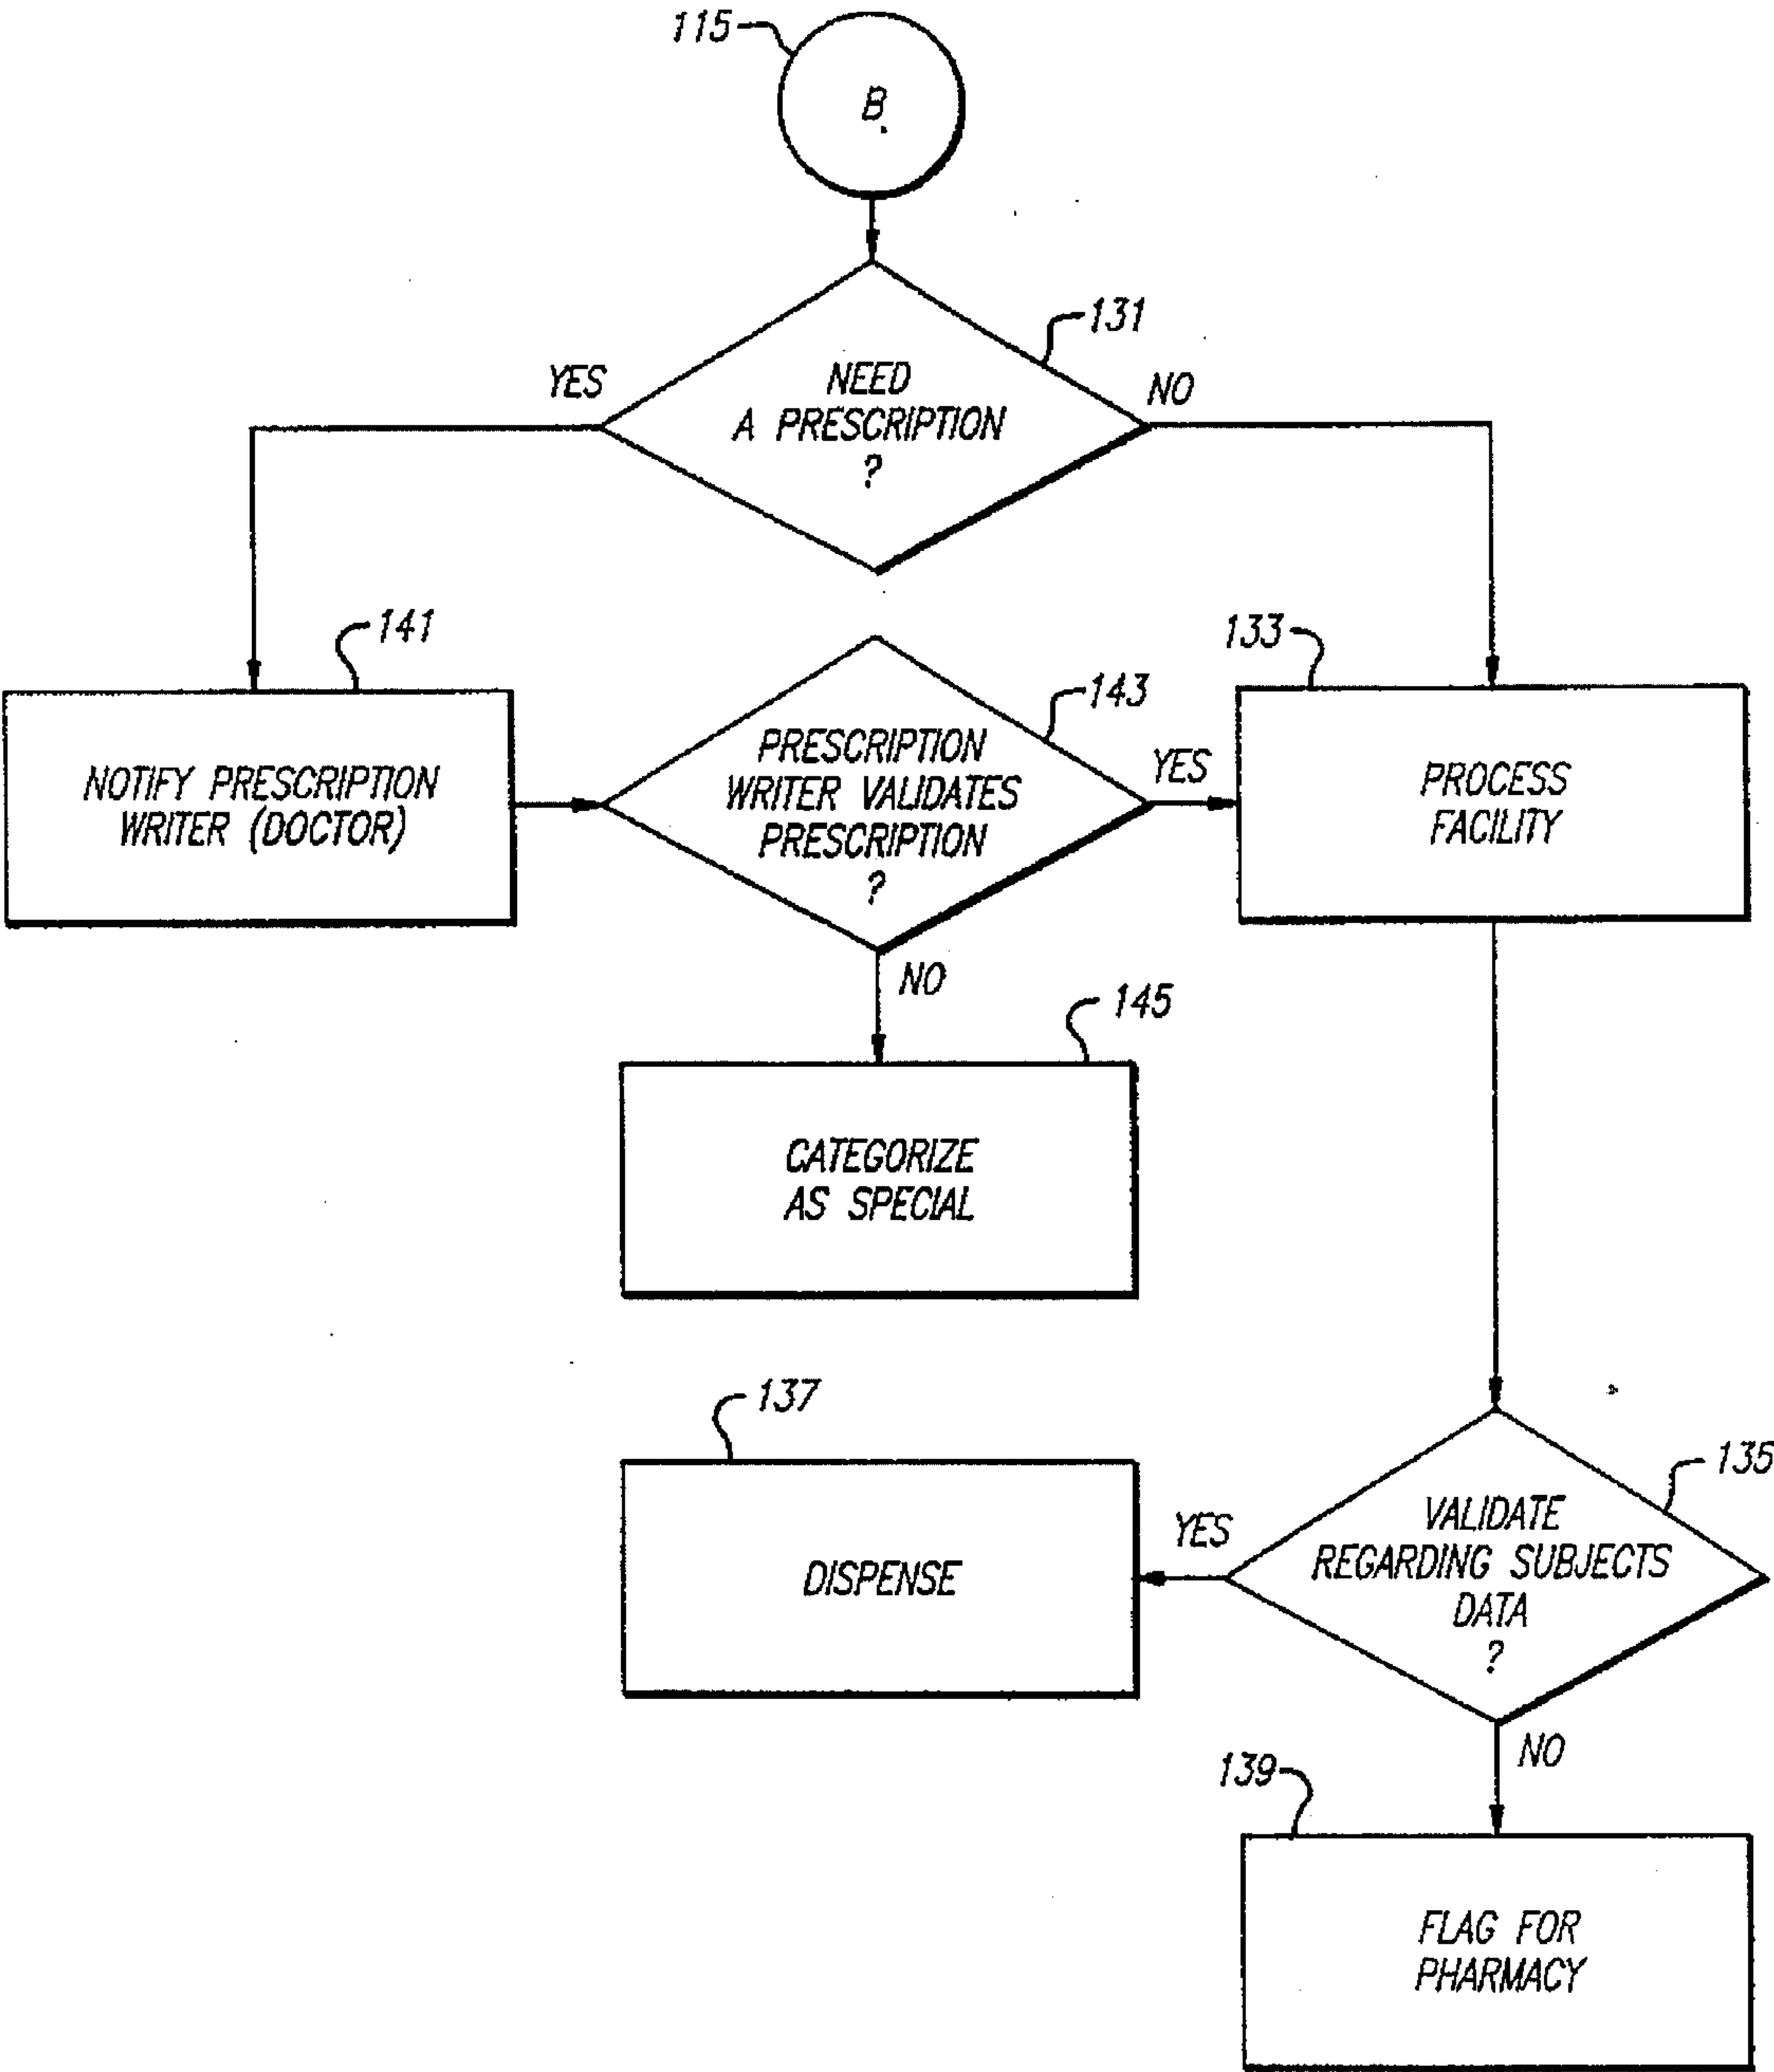 115
B
131
NEED
A PRESCRIPTION
?
YES
NO
141
NOTIFY PRESCRIPTION
WRITER (DOCTOR)
143
PRESCRIPTION
WRITER VALIDATES
PRESCRIPTION
?
YES
NO
133
PROCESS
FACILITY
145
CATEGORIZE
AS SPECIAL
137
DISPENSE
135
VALIDATE
REGARDING SUBJECTS
DATA
?
YES
NO
139
FLAG FOR
PHARMACY